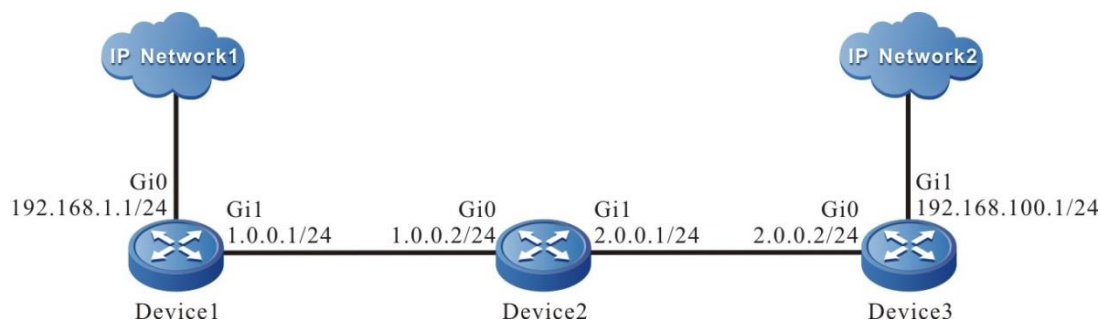 IP Network1
IP Network2
Gi0
192.168.1.1/24
Gi1
1.0.0.1/24
Gi0
1.0.0.2/24
Gi1
2.0.0.1/24
Gi0
2.0.0.2/24
Gi1
192.168.100.1/24
Device1
Device2
Device3